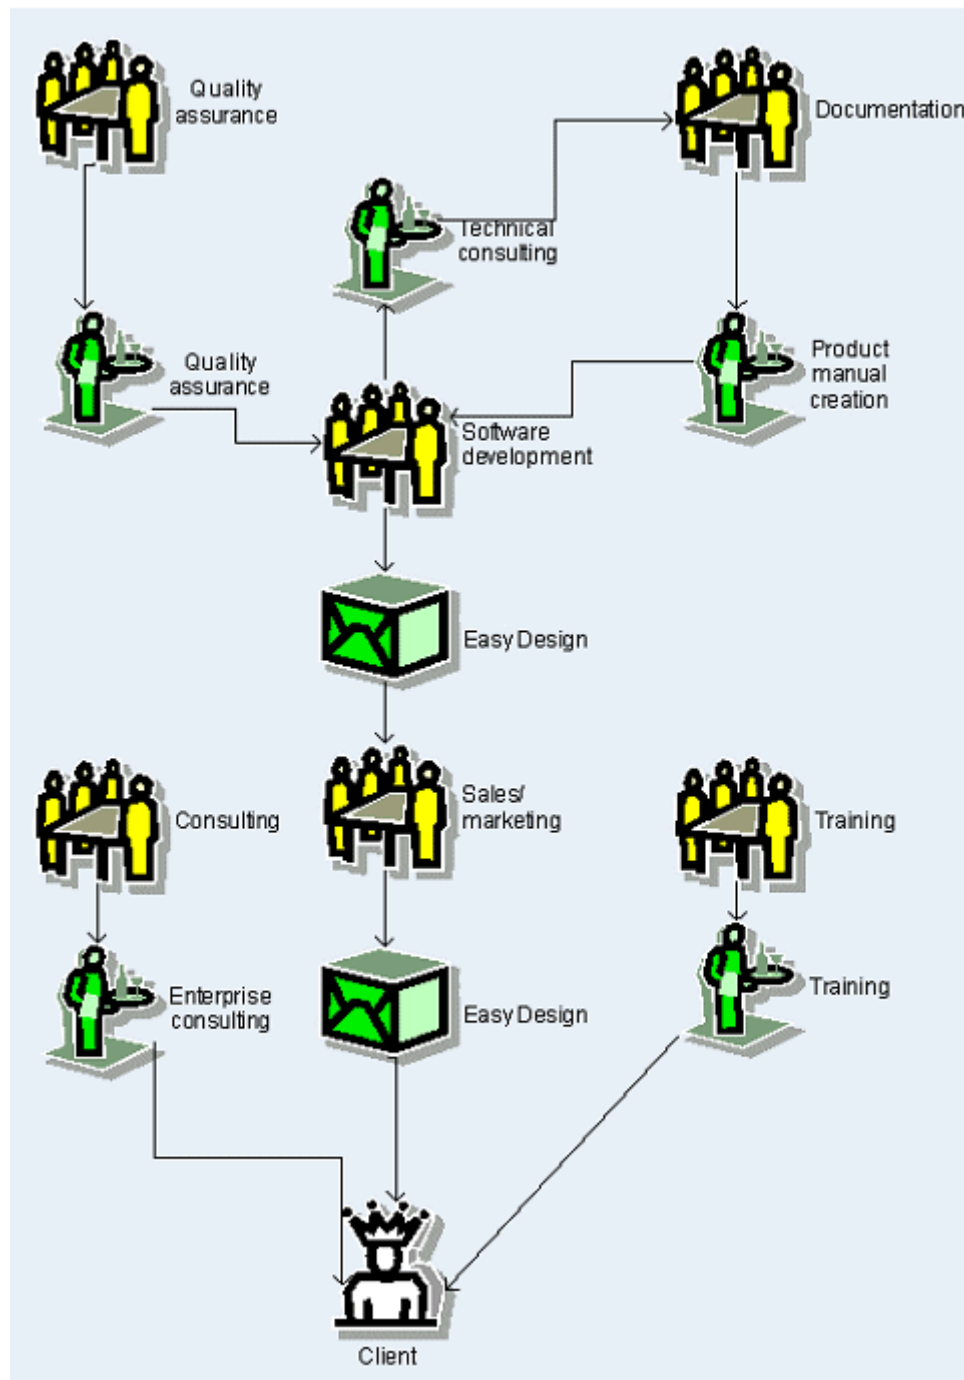 Quality
assurance
Documentation
Technical
consulting
Quality
assurance
Product
manual
creation
Software
development
Easy Design
Consulting
Sales/
marketing
Training
Enterprise
consulting
Easy Design
Training
Client